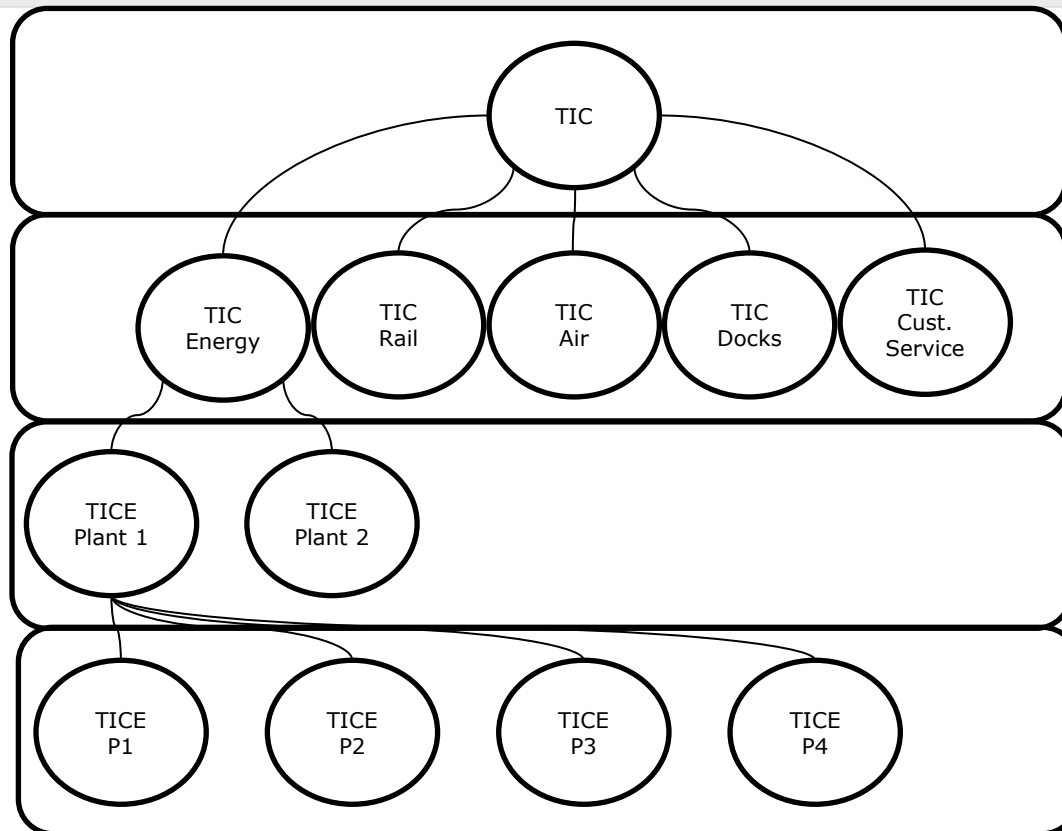 TIC
TIC
Energy
TIC
Rail
TIC
Air
TIC
Docks
TIC
Cust.
Service
TICE
Plant 1
TICE
Plant 2
TICE
P1
TICE
P2
TICE
P3
TICE
P4